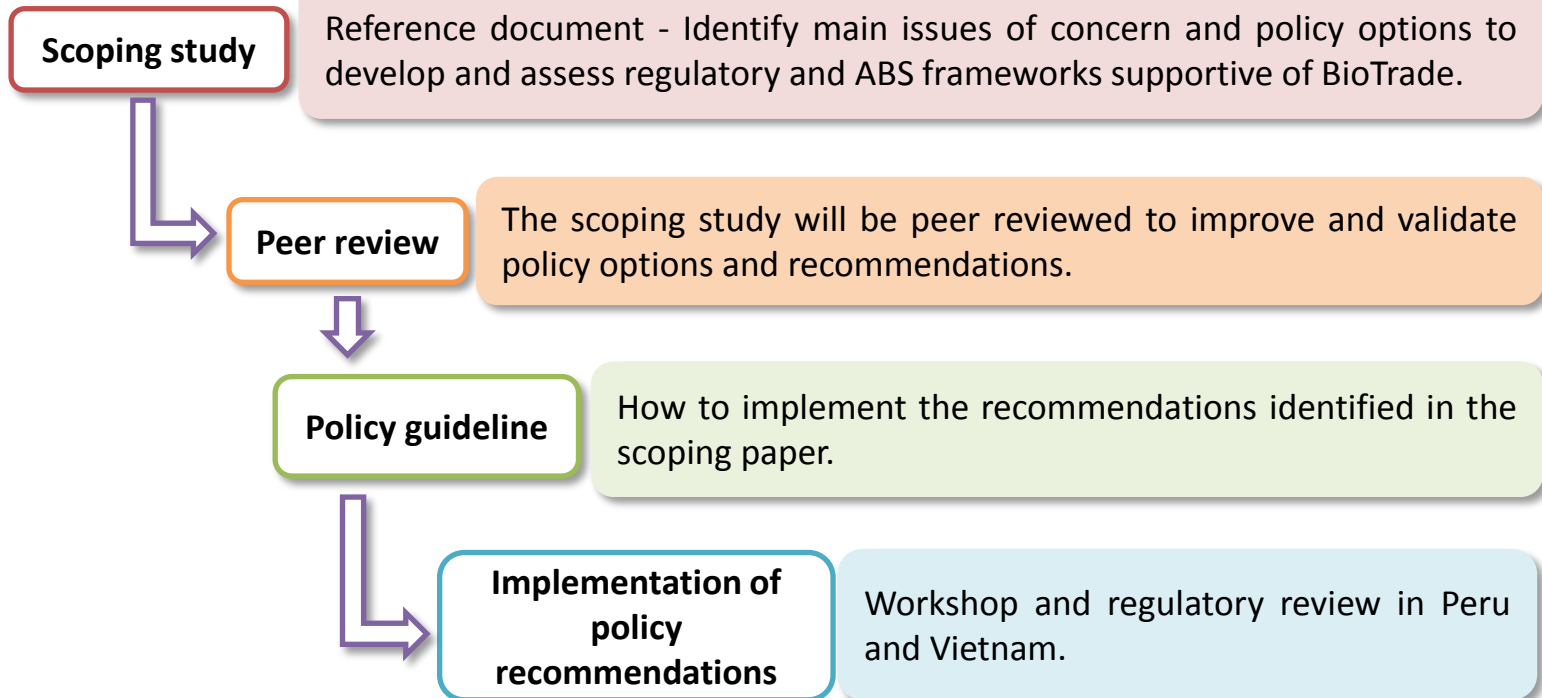 Scoping study
Reference document - Identify main issues of concern and policy options to
develop and assess regulatory and ABS frameworks supportive of BioTrade.
Peer review
The scoping study will be peer reviewed to improve and validate
policy options and recommendations.
Policy guideline
How to implement the recommendations identified in the
scoping paper.
Implementation of
policy
recommendations
Workshop and regulatory review in Peru
and Vietnam.